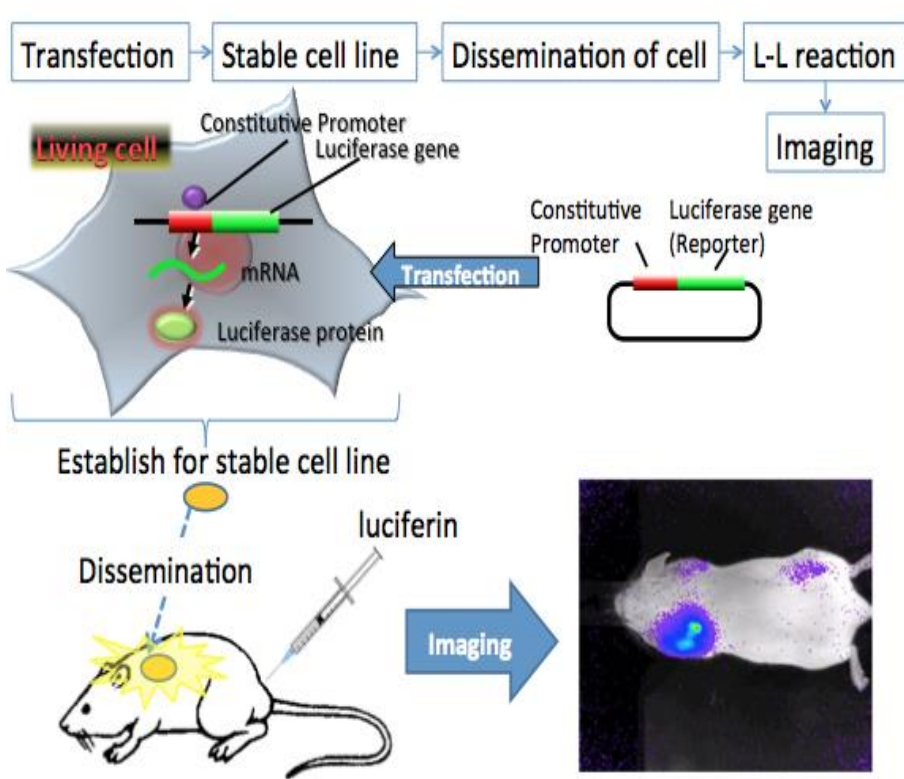 Transfection
Stable cell line
Dissemination of cell
L-L reaction
Imaging
Living cell
Constitutive Promoter
Luciferase gene
mRNA
Luciferase protein
Transfection
Constitutive
Promoter
Luciferase gene
(Reporter)
Establish for stable cell line
Dissemination
luciferin
Imaging